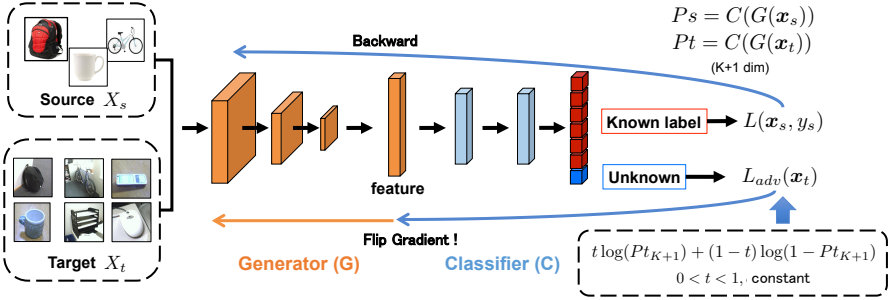 Ps = C(G(x_s))
Pt = C(G(x_t))
(K+1 dim)
Backward
Source X_s
Known label
L(x_s, y_s)
Unknown
L_adv(x_t)
feature
Flip Gradient !
Target X_t
Generator (G)
Classifier (C)
t log(Pt_{K+1}) + (1 − t) log(1 − Pt_{K+1})
0 < t < 1, constant